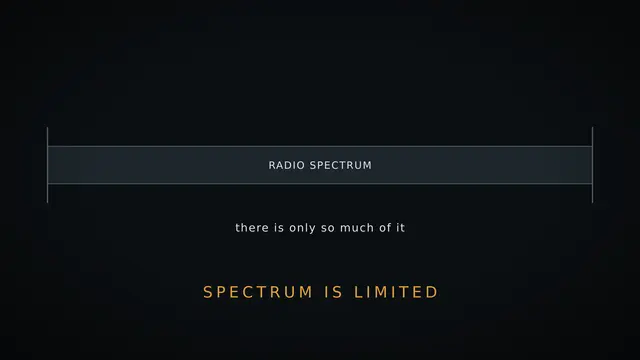 RADIO SPECTRUM
there is only so much of it
SPECTRUM IS LIMITED